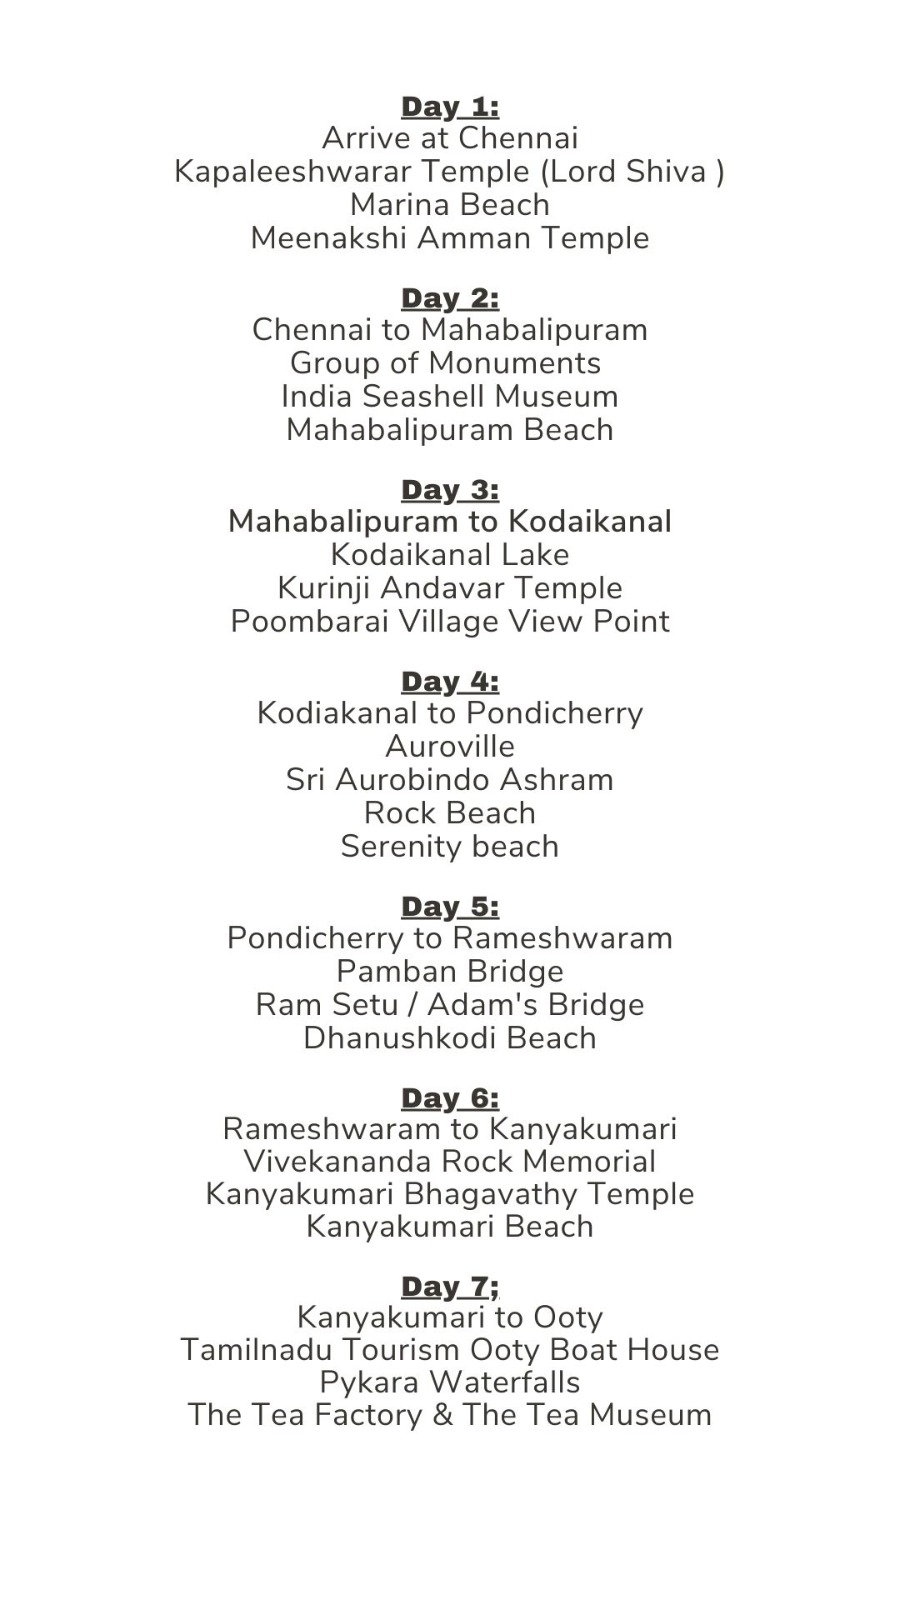 Day 1:
Arrive at Chennai
Kapaleeshwarar Temple (Lord Shiva )
Marina Beach
Meenakshi Amman Temple
Day 2:
Chennai to Mahabalipuram
Group of Monuments
India Seashell Museum
Mahabalipuram Beach
Day 3:
Mahabalipuram to Kodaikanal
Kodaikanal Lake
Kurinji Andavar Temple
Poombarai Village View Point
Day 4:
Kodiakanal to Pondicherry
Auroville
Sri Aurobindo Ashram
Rock Beach
Serenity beach
Day 5:
Pondicherry to Rameshwaram
Pamban Bridge
Ram Setu / Adam's Bridge
Dhanushkodi Beach
Day 6:
Rameshwaram to Kanyakumari
Vivekananda Rock Memorial
Kanyakumari Bhagavathy Temple
Kanyakumari Beach
Day 7;
Kanyakumari to Ooty
Tamilnadu Tourism Ooty Boat House
Pykara Waterfalls
The Tea Factory & The Tea Museum